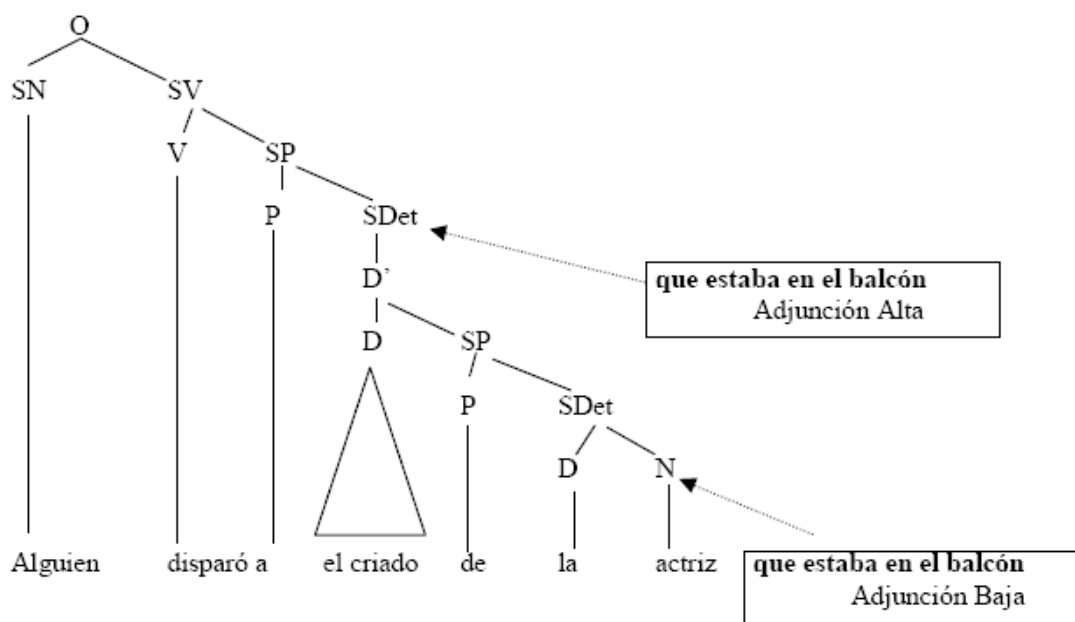 O
SN SV
V SP
P SDet
que estaba en el balcón
Adjunción Alta
D’
D SP
P SDet
D N
Alguien disparó a el criado de la actriz
que estaba en el balcón
Adjunción Baja